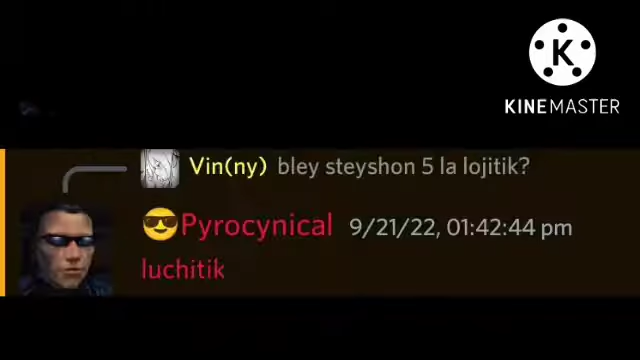 K
KINEMASTER
Vin(ny) bley steyshon 5 la lojitik?
😎Pyrocynical 9/21/22, 01:42:44 pm
luchitik